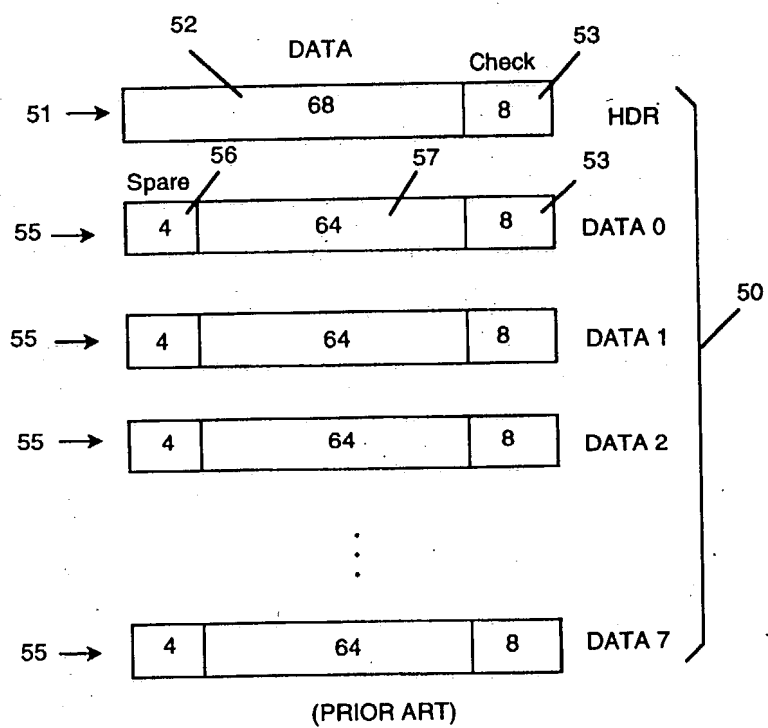 52 DATA 53
Check
51 68 8 HDR
56 57 53
Spare
55 4 64 8 DATA 0
50
55 4 64 8 DATA 1
55 4 64 8 DATA 2
55 4 64 8 DATA 7
(PRIOR ART)